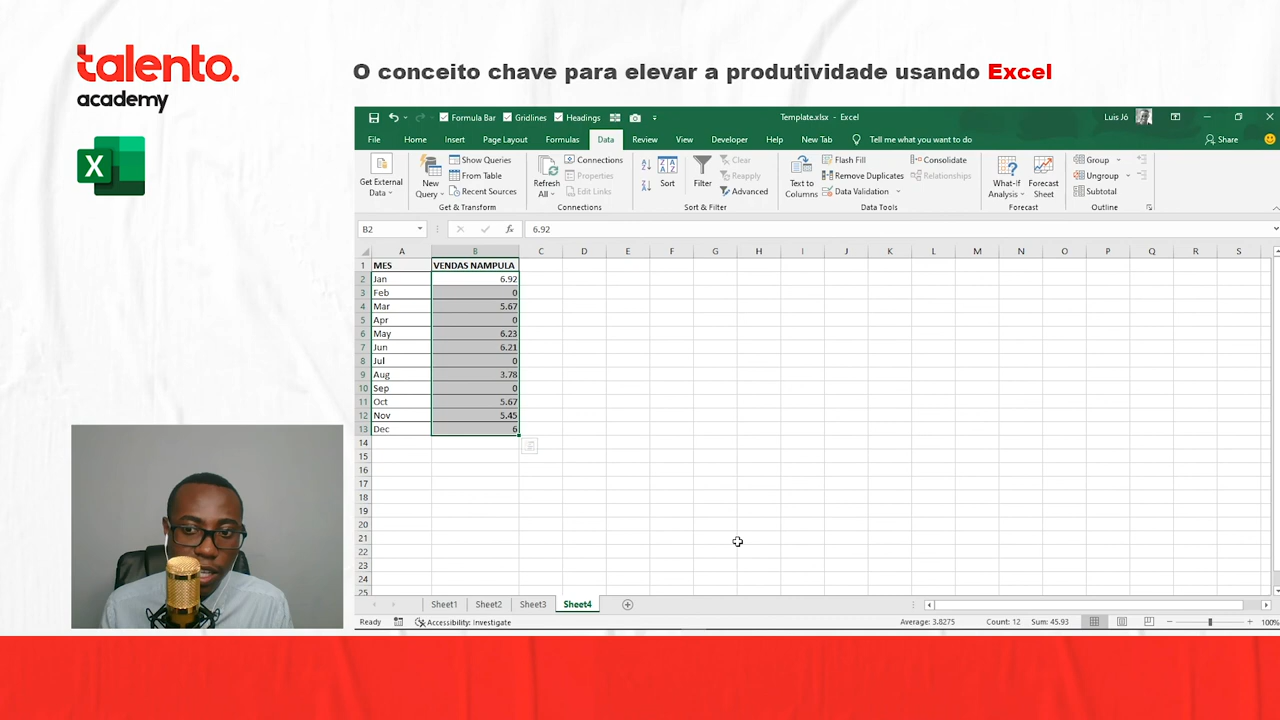 talento.
academy
O conceito chave para elevar a produtividade usando Excel
X
Formula Bar Gridlines Headings Template.xlsx - Excel Luis Jó
File Home Insert Page Layout Formulas Data Review View Developer Help New Tab Tell me what you want to do Share
Get External Data
New Query
Show Queries
From Table
Recent Sources
Get & Transform
Refresh All
Connections
Properties
Edit Links
Connections
Sort
Filter
Clear
Reapply
Advanced
Sort & Filter
Text to Columns
Flash Fill
Remove Duplicates
Data Validation
Consolidate
Relationships
Data Tools
What-If Analysis
Forecast Sheet
Forecast
Group
Ungroup
Subtotal
Outline
B2 fx 6.92
A B C D E F G H I J K L M N O P Q R S
1 MES VENDAS NAMPULA
2 Jan 6.92
3 Feb 0
4 Mar 5.67
5 Apr 0
6 May 6.23
7 Jun 6.21
8 Jul 0
9 Aug 3.78
10 Sep 0
11 Oct 5.67
12 Nov 5.45
13 Dec 6
14
15
16
17
18
19
20
21
22
23
24
25
Sheet1 Sheet2 Sheet3 Sheet4
Ready Accessibility: Investigate Average: 3.8275 Count: 12 Sum: 45.93 100%